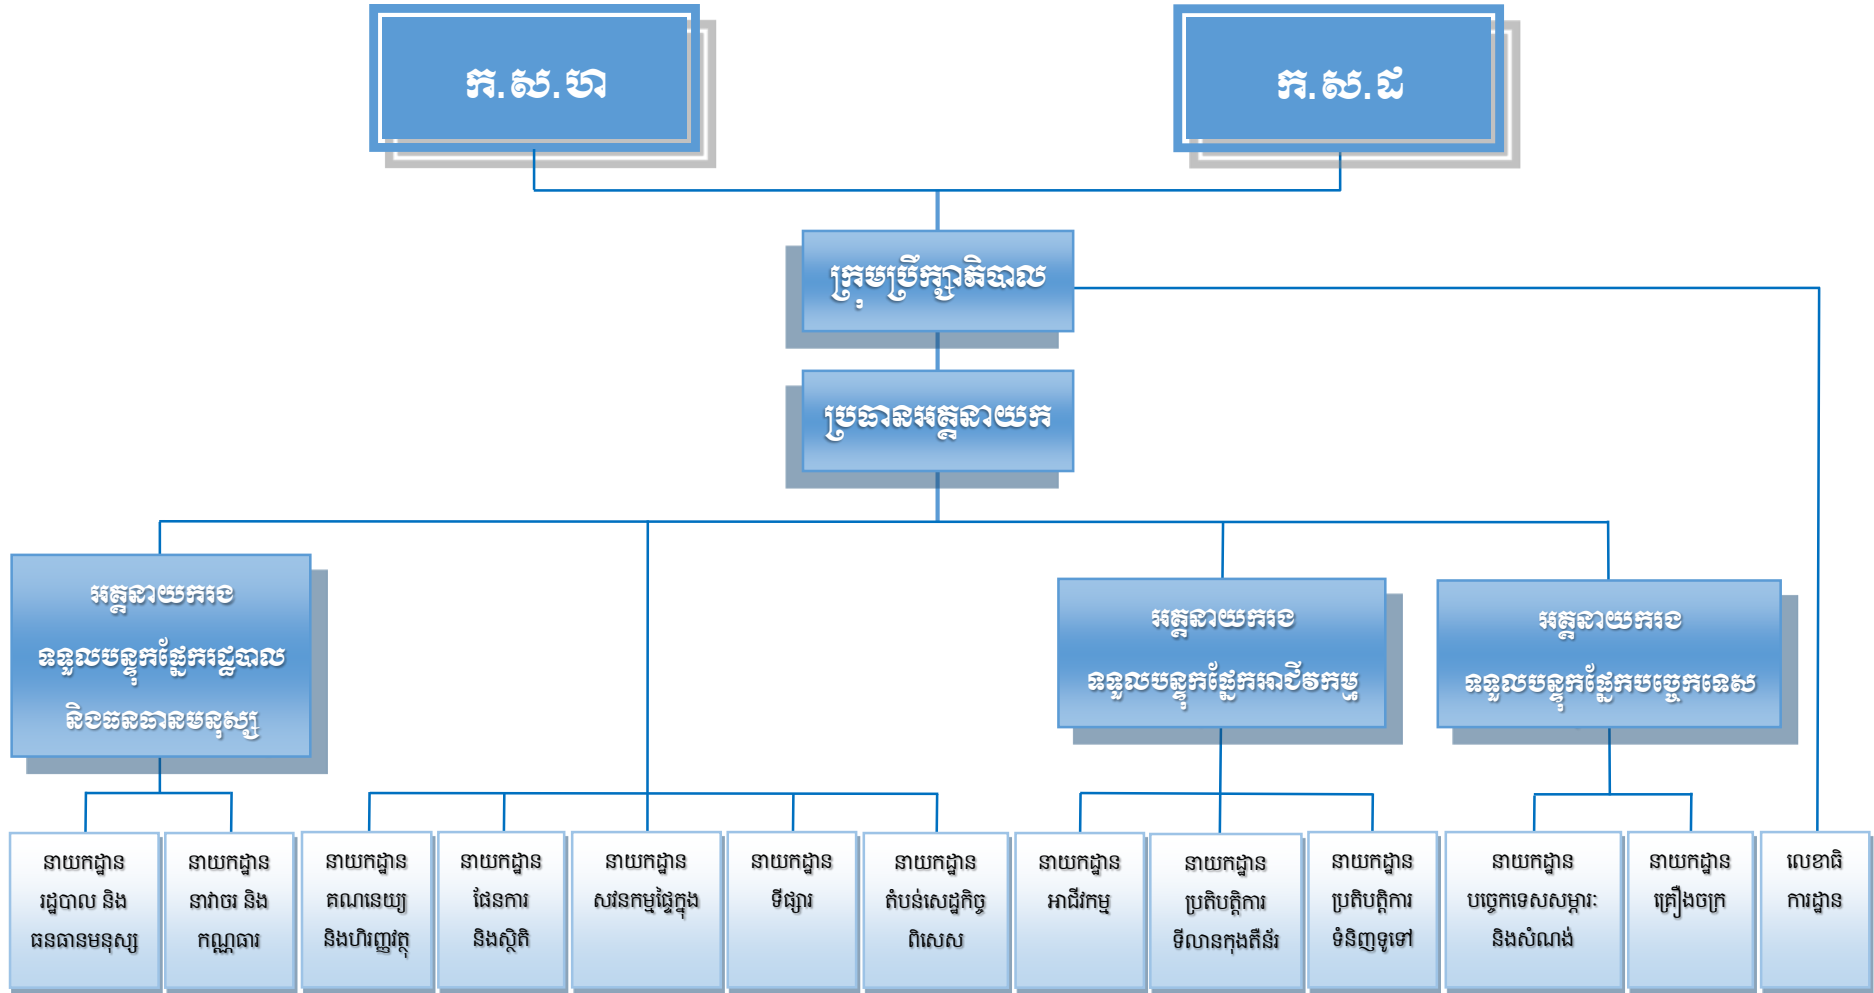 ក.ស.ហ
ក.ស.ដ
ក្រុមប្រឹក្សាភិបាល
ប្រធានអគ្គនាយក
អគ្គនាយករង
ទទួលបន្ទុកផ្នែករដ្ឋបាល
និងធនធានមនុស្ស
អគ្គនាយករង
ទទួលបន្ទុកផ្នែកអាជីវកម្ម
អគ្គនាយករង
ទទួលបន្ទុកផ្នែកបច្ចេកទេស
នាយកដ្ឋាន
រដ្ឋបាល និង
ធនធានមនុស្ស
នាយកដ្ឋាន
នាវាចរ និង
កណ្ណធារ
នាយកដ្ឋាន
គណនេយ្យ
និងហិរញ្ញវត្ថុ
នាយកដ្ឋាន
ផែនការ
និងស្ថិតិ
នាយកដ្ឋាន
សវនកម្មផ្ទៃក្នុង
នាយកដ្ឋាន
ទីផ្សារ
នាយកដ្ឋាន
តំបន់សេដ្ឋកិច្ច
ពិសេស
នាយកដ្ឋាន
អាជីវកម្ម
នាយកដ្ឋាន
ប្រតិបត្តិការ
ទីលានកុងតឺន័រ
នាយកដ្ឋាន
ប្រតិបត្តិការ
ទំនិញទូទៅ
នាយកដ្ឋាន
បច្ចេកទេសសម្ភារៈ
និងសំណង់
នាយកដ្ឋាន
គ្រឿងចក្រ
លេខាធិ
ការដ្ឋាន